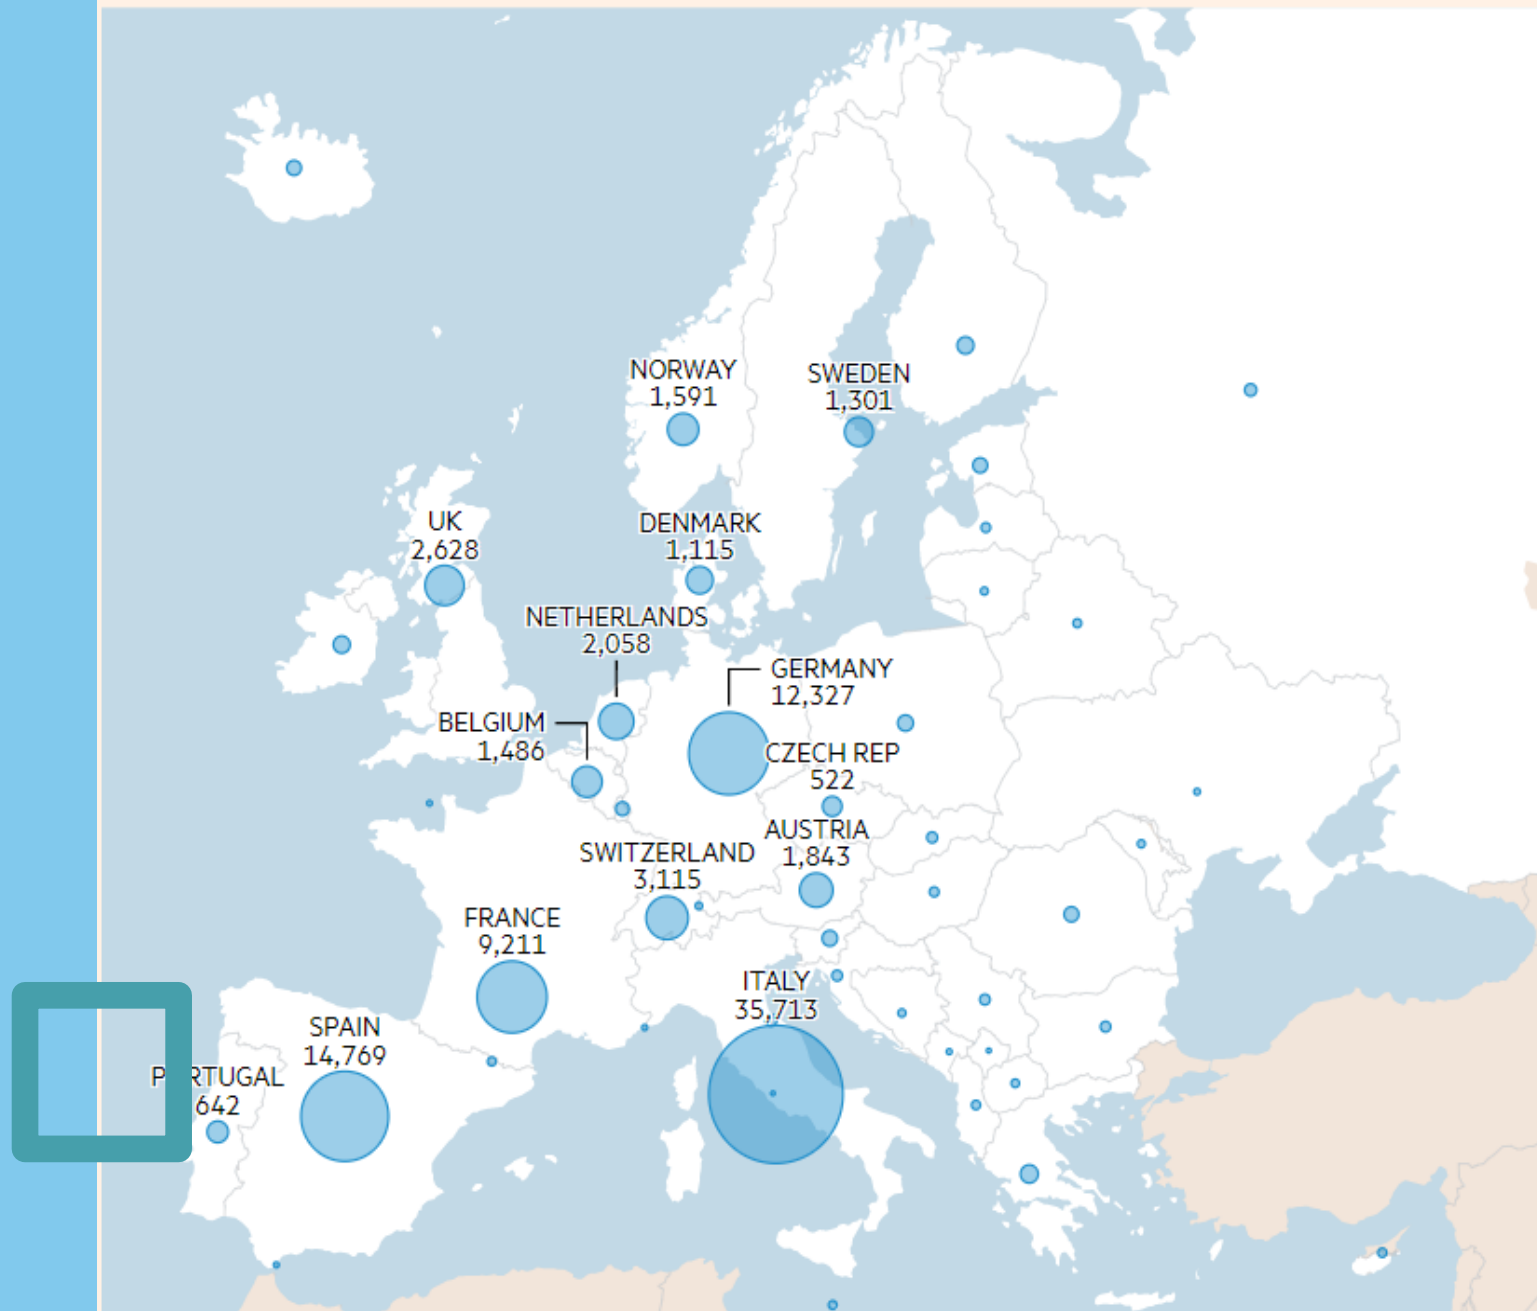 NORWAY
1,591
SWEDEN
1,301
UK
2,628
DENMARK
1,115
NETHERLANDS
2,058
GERMANY
12,327
BELGIUM
1,486
CZECH REP
522
AUSTRIA
1,843
SWITZERLAND
3,115
FRANCE
9,211
ITALY
35,713
SPAIN
14,769
PORTUGAL
642